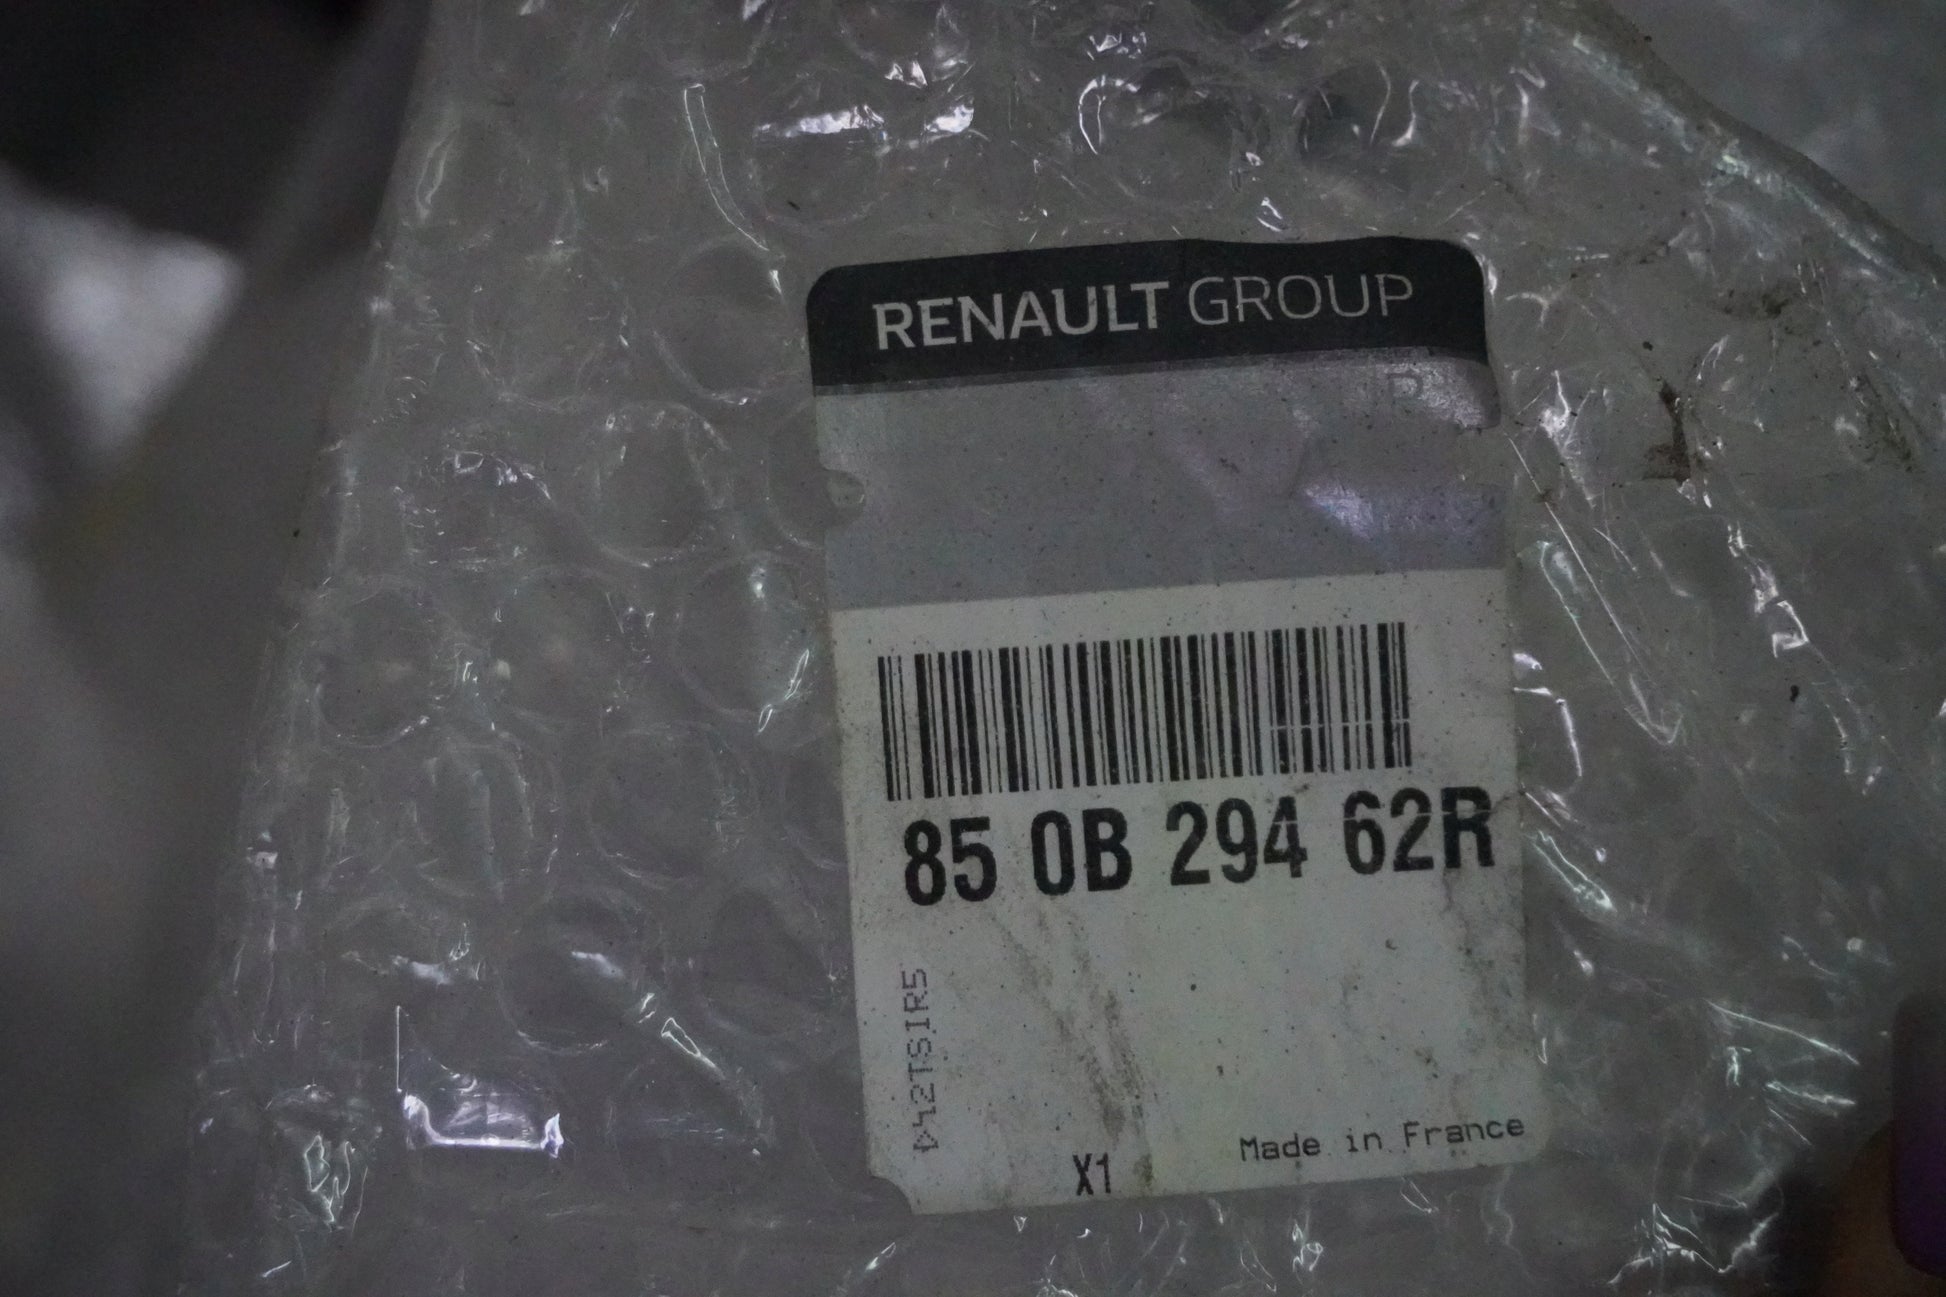 RENAULT GROUP
85 0B 294 62R
D42TSIR5
X1
Made in France